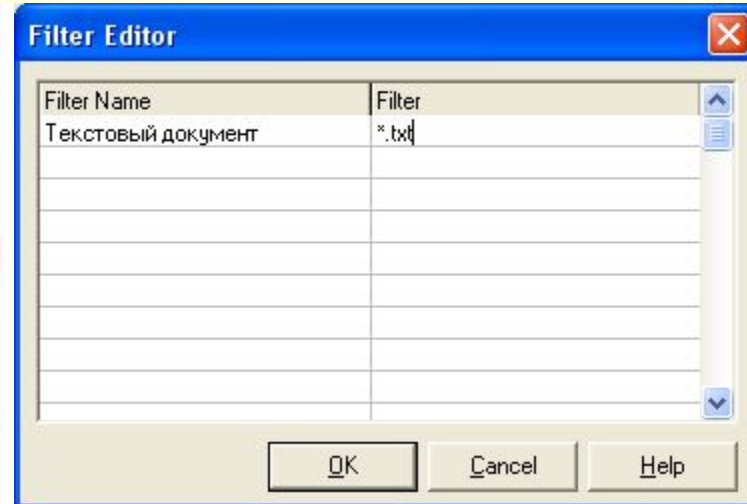 Filter Editor
Filter Name Filter
Текстовый документ *.txt
OK Cancel Help